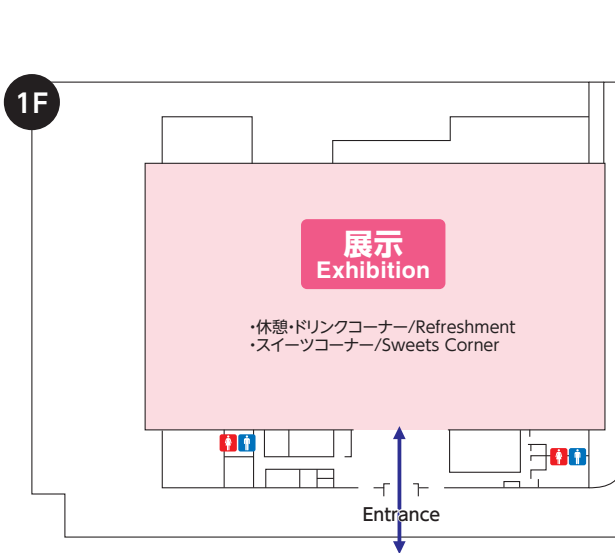 1F
展示
Exhibition
・休憩・ドリンクコーナー/Refreshment
・スイーツコーナー/Sweets Corner
Entrance